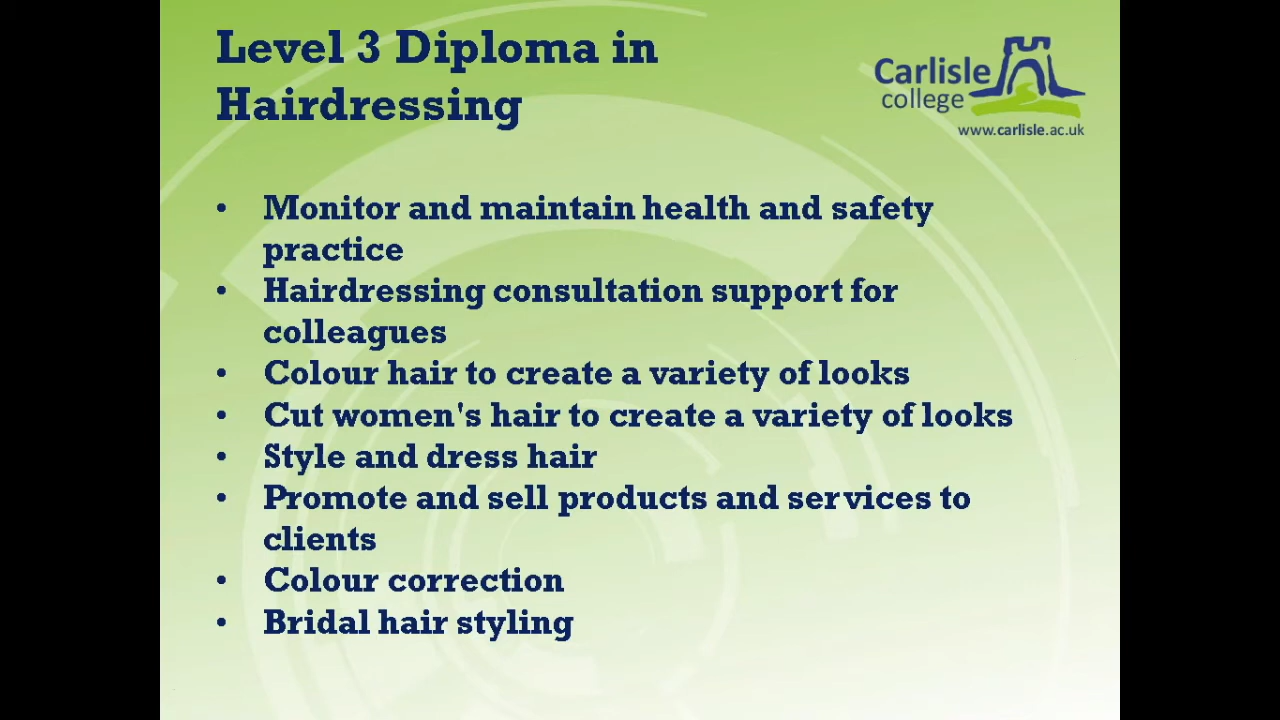 Level 3 Diploma in
Hairdressing
Carlisle
college
www.carlisle.ac.uk
• Monitor and maintain health and safety
practice
• Hairdressing consultation support for
colleagues
• Colour hair to create a variety of looks
• Cut women's hair to create a variety of looks
• Style and dress hair
• Promote and sell products and services to
clients
• Colour correction
• Bridal hair styling